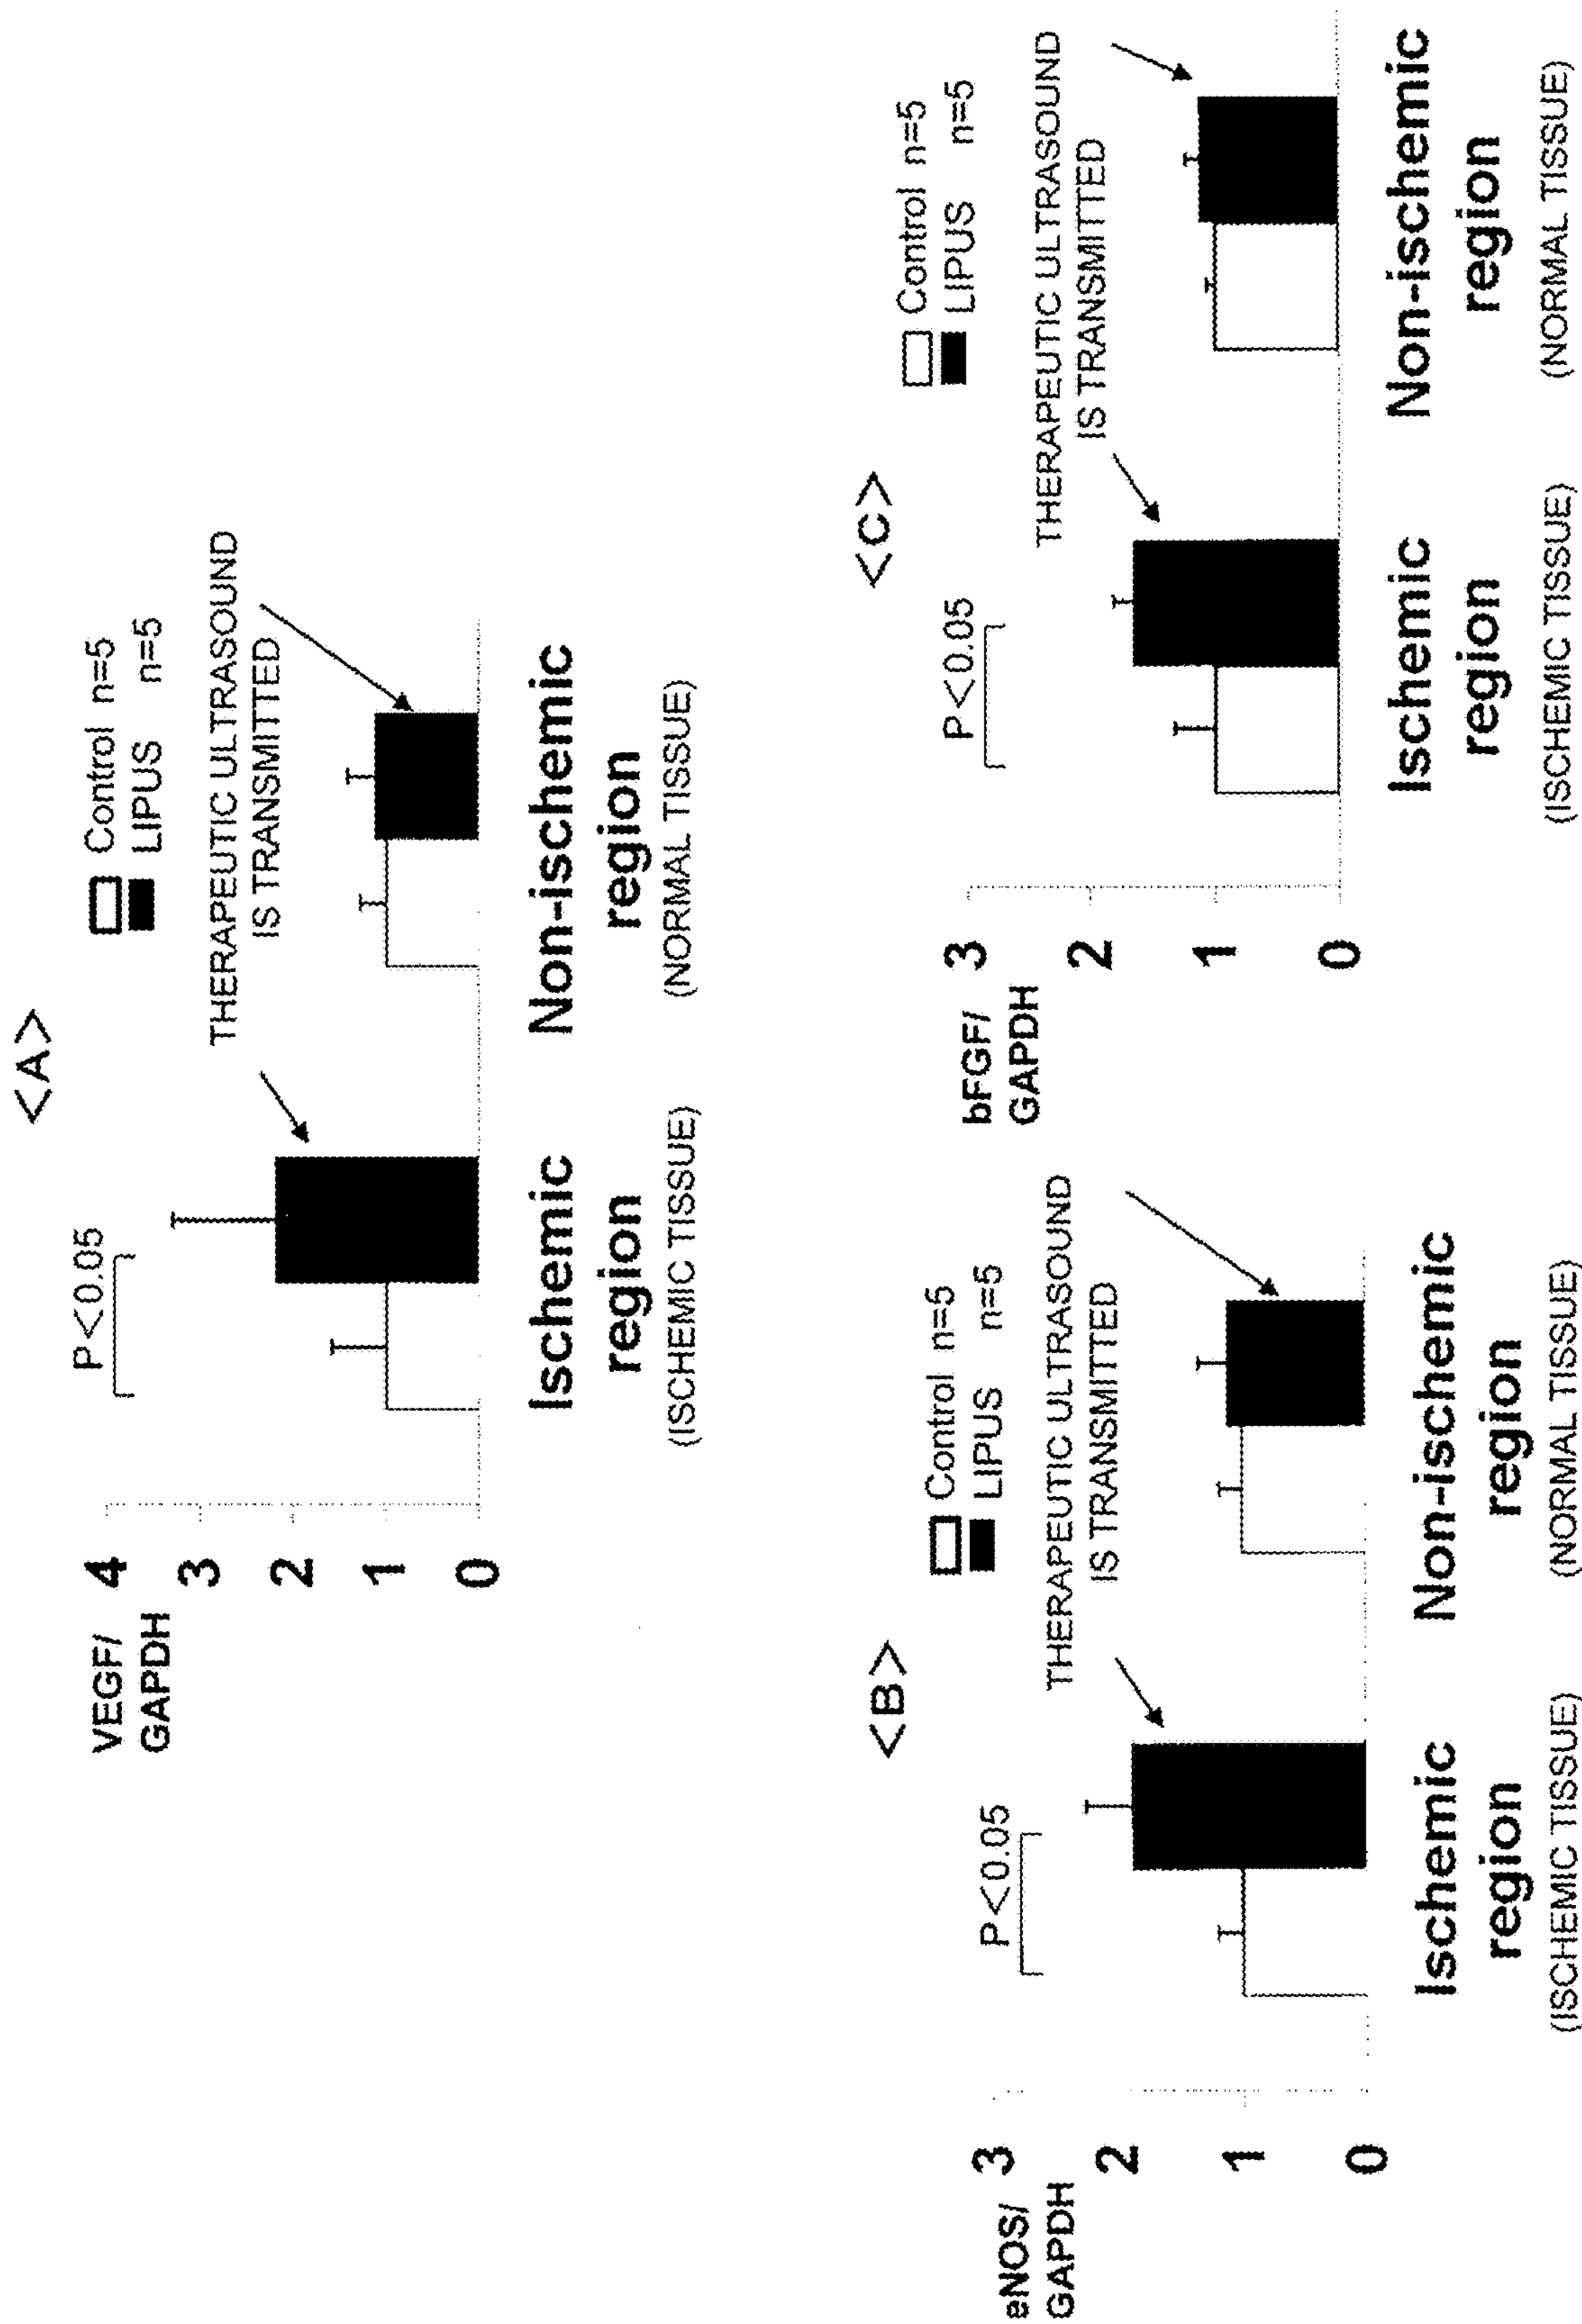 <A>
VEGF/
GAPDH
4
3
2
1
0
P<0.05
Control n=5
LIPUS n=5
THERAPEUTIC ULTRASOUND
IS TRANSMITTED
Ischemic
region
(ISCHEMIC TISSUE)
Non-ischemic
region
(NORMAL TISSUE)
<B>
eNOS/
GAPDH
3
2
1
0
P<0.05
Control n=5
LIPUS n=5
THERAPEUTIC ULTRASOUND
IS TRANSMITTED
Ischemic
region
(ISCHEMIC TISSUE)
Non-ischemic
region
(NORMAL TISSUE)
<C>
bFGF/
GAPDH
3
2
1
0
P<0.05
Control n=5
LIPUS n=5
THERAPEUTIC ULTRASOUND
IS TRANSMITTED
Ischemic
region
(ISCHEMIC TISSUE)
Non-ischemic
region
(NORMAL TISSUE)